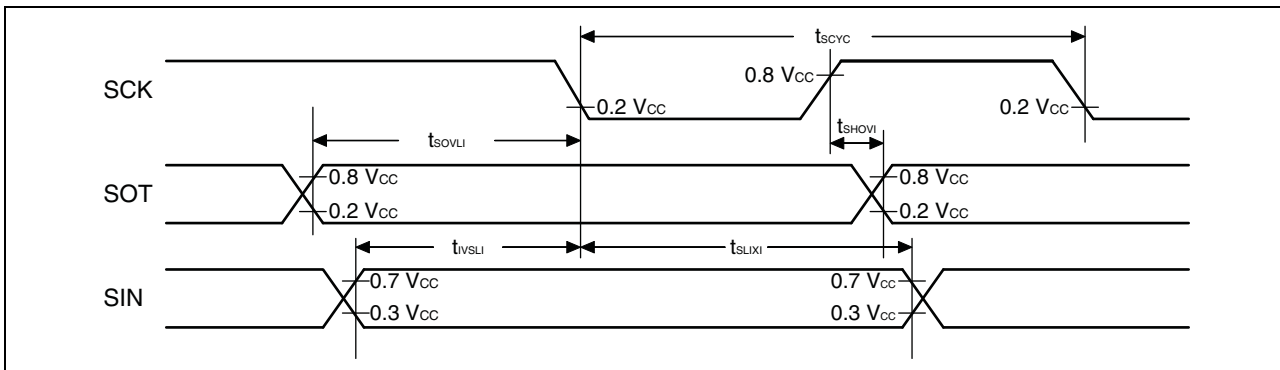 tSCYC
SCK
0.8 VCC
0.2 VCC
0.2 VCC
tSOVLI
tSHOVI
SOT
0.8 VCC
0.2 VCC
0.8 VCC
0.2 VCC
tIVSLI
tSLIXI
SIN
0.7 VCC
0.3 VCC
0.7 VCC
0.3 VCC